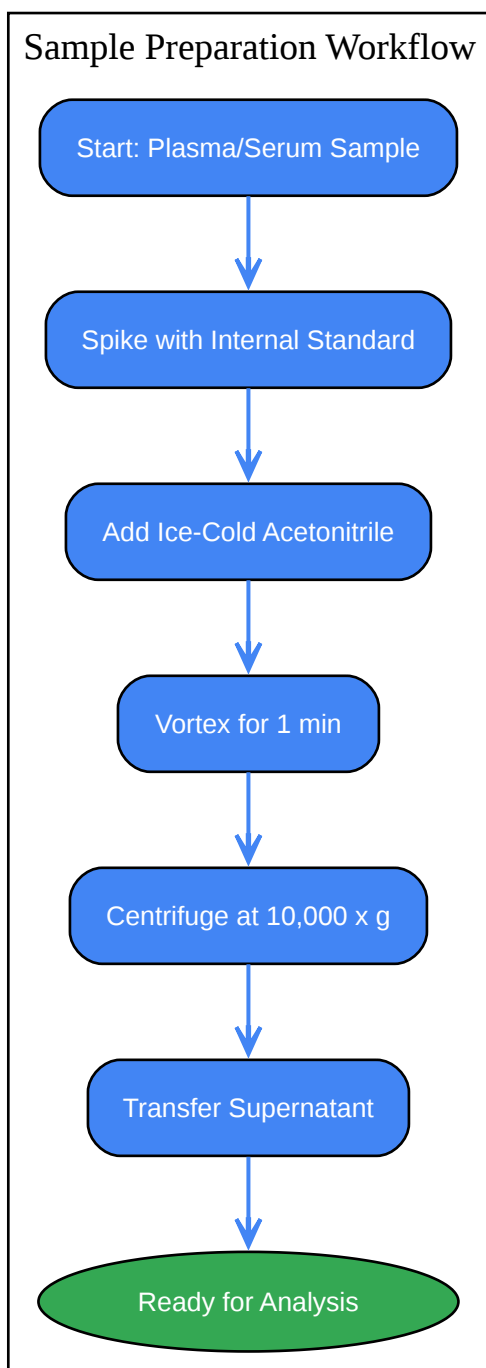 Sample Preparation Workflow
Start: Plasma/Serum Sample
Spike with Internal Standard
Add Ice-Cold Acetonitrile
Vortex for 1 min
Centrifuge at 10,000 x g
Transfer Supernatant
Ready for Analysis